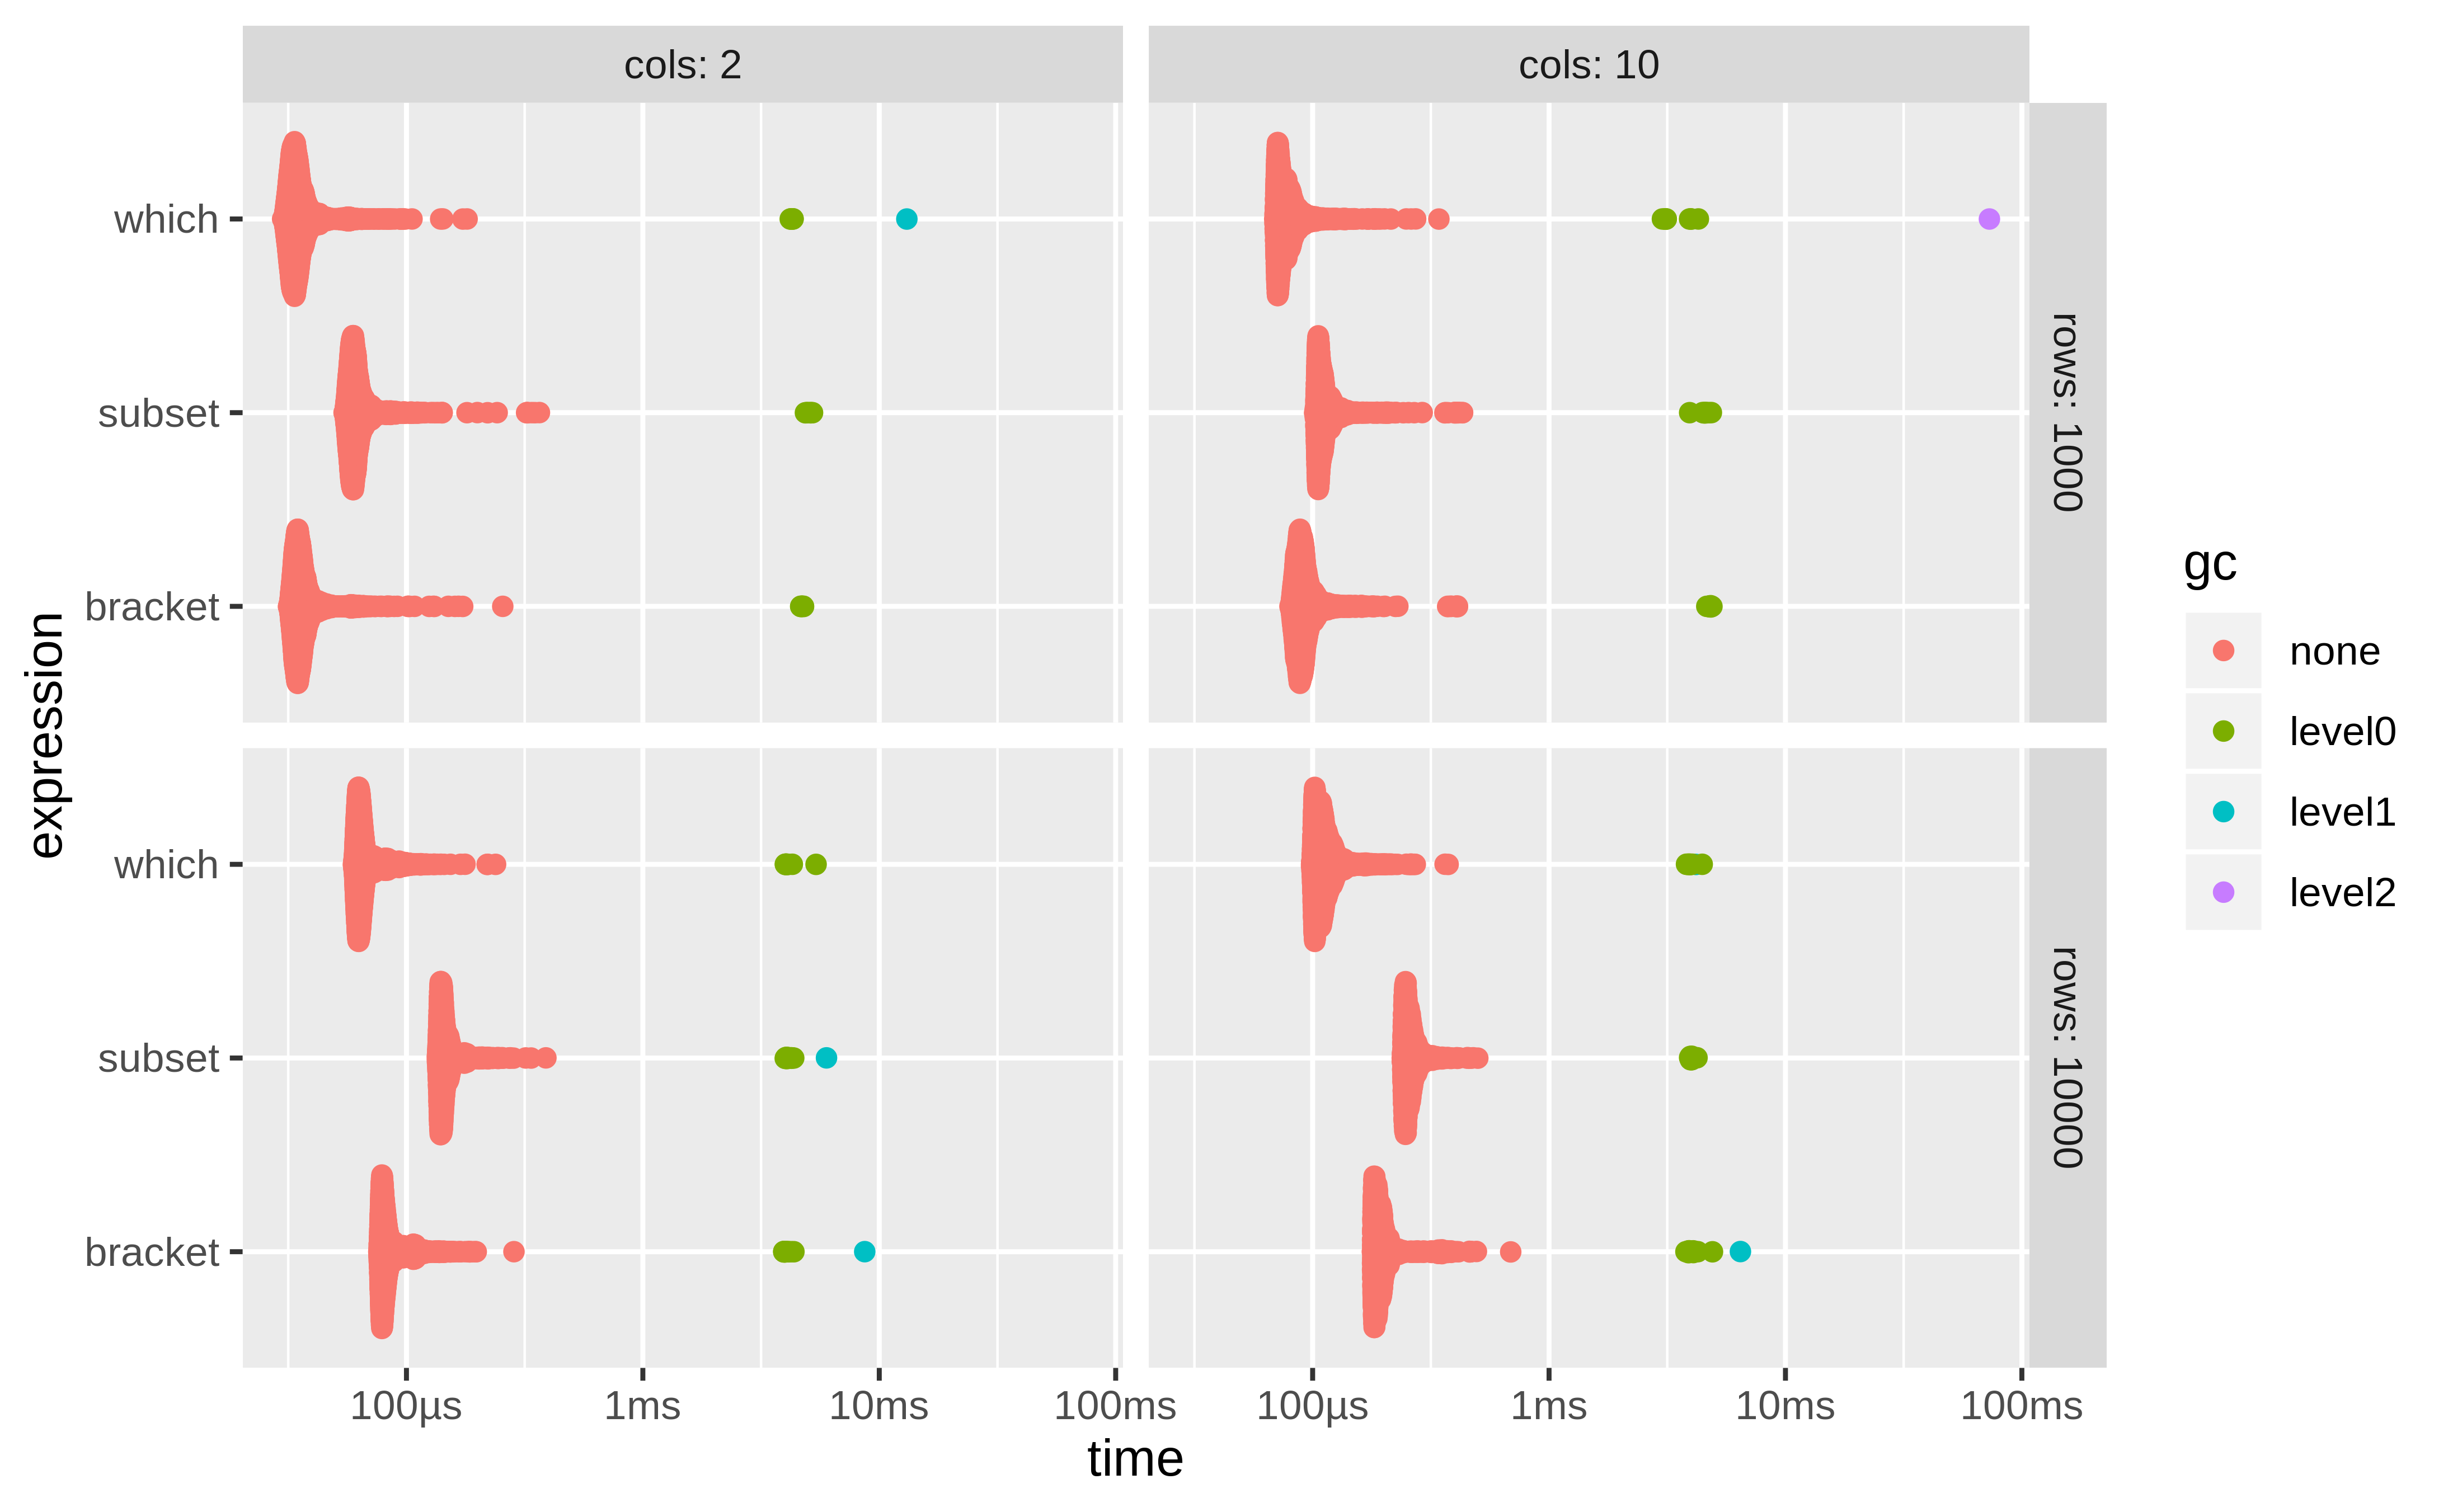 cols: 2
cols: 10
which
subset
bracket
rows: 1000
which
subset
bracket
rows: 10000
expression
100µs
1ms
10ms
100ms
100µs
1ms
10ms
100ms
time
gc
none
level0
level1
level2